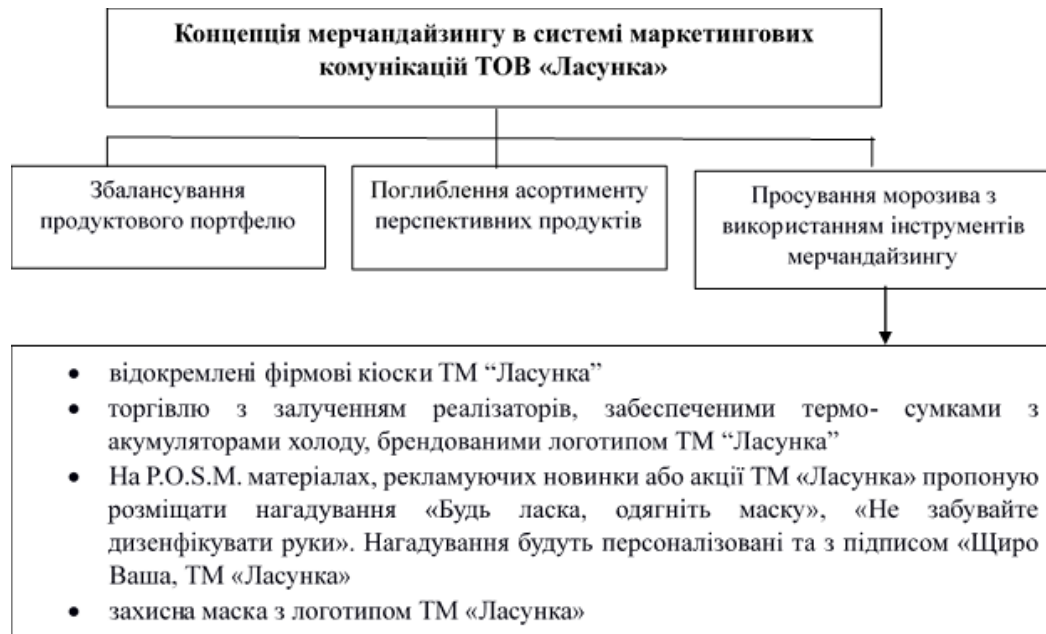 Концепція мерчандайзингу в системі маркетингових
комунікацій ТОВ «Ласунка»
Збалансування
продуктового портфелю
Поглиблення асортименту
перспективних продуктів
Просування морозива з
використанням інструментів
мерчандайзингу
• відокремлені фірмові кіоски ТМ “Ласунка”
• торгівлю з залученням реалізаторів, забезпеченими термо- сумками з
акумуляторами холоду, брендованими логотипом ТМ “Ласунка”
• На P.O.S.M. матеріалах, рекламуючих новинки або акції ТМ «Ласунка» пропоную
розміщати нагадування «Будь ласка, одягніть маску», «Не забувайте
дизенфікувати руки». Нагадування будуть персоналізовані та з підписом «Щиро
Ваша, ТМ «Ласунка»
• захисна маска з логотипом ТМ «Ласунка»